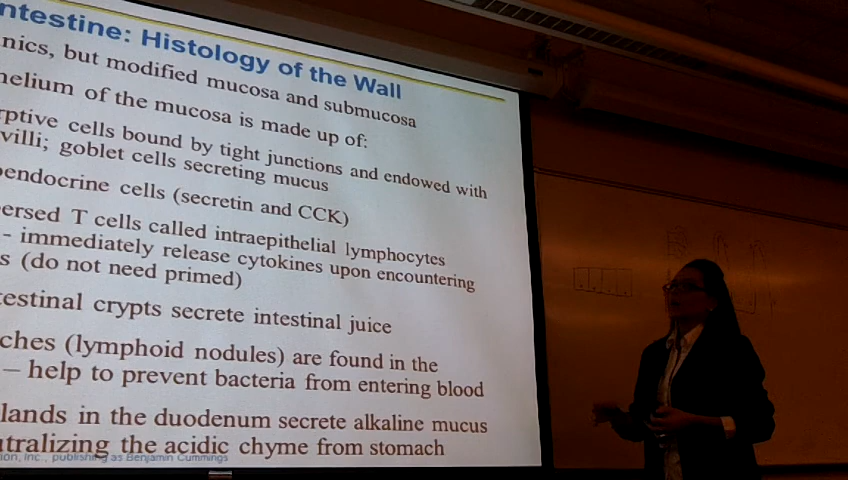 ntestine: Histology of the Wall
nics, but modified mucosa and submucosa
helium of the mucosa is made up of:
rptive cells bound by tight junctions and endowed with
villi; goblet cells secreting mucus
endocrine cells (secretin and CCK)
ersed T cells called intraepithelial lymphocytes
- immediately release cytokines upon encountering
s (do not need primed)
testinal crypts secrete intestinal juice
ches (lymphoid nodules) are found in the
– help to prevent bacteria from entering blood
lands in the duodenum secrete alkaline mucus
utralizing the acidic chyme from stomach
ion, Inc., publishing as Benjamin Cummings